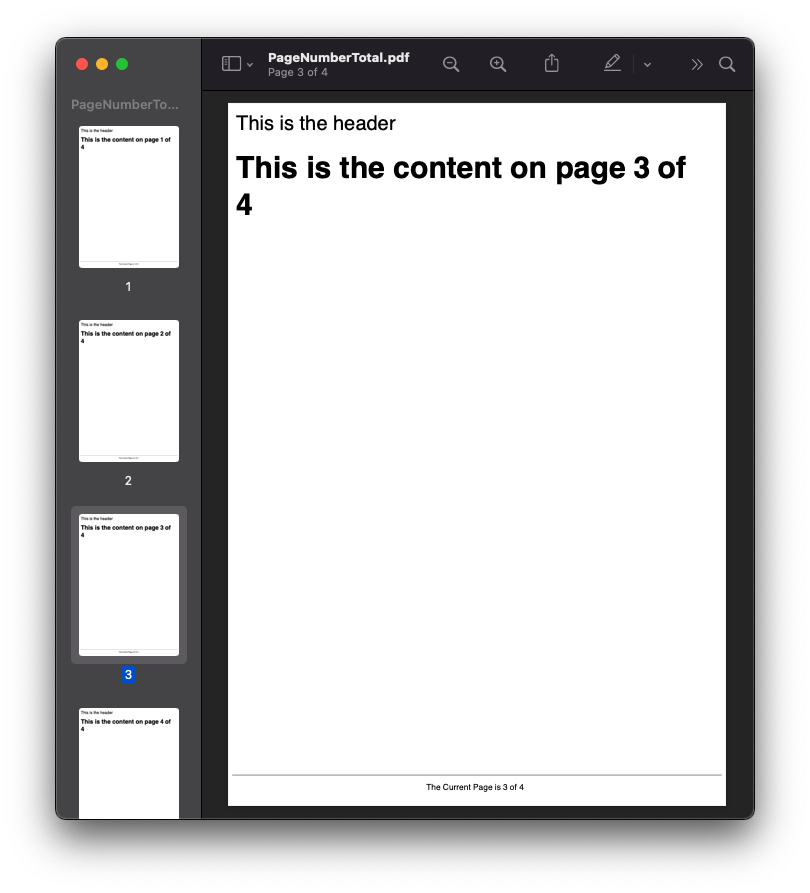 PageNumberTotal.pdf
Page 3 of 4
PageNumberTo...
This is the header
This is the content on page 1 of
4
1
This is the header
This is the content on page 2 of
4
2
This is the header
This is the content on page 3 of
4
3
This is the header
This is the content on page 4 of
4
This is the header
This is the content on page 3 of
4
The Current Page is 3 of 4